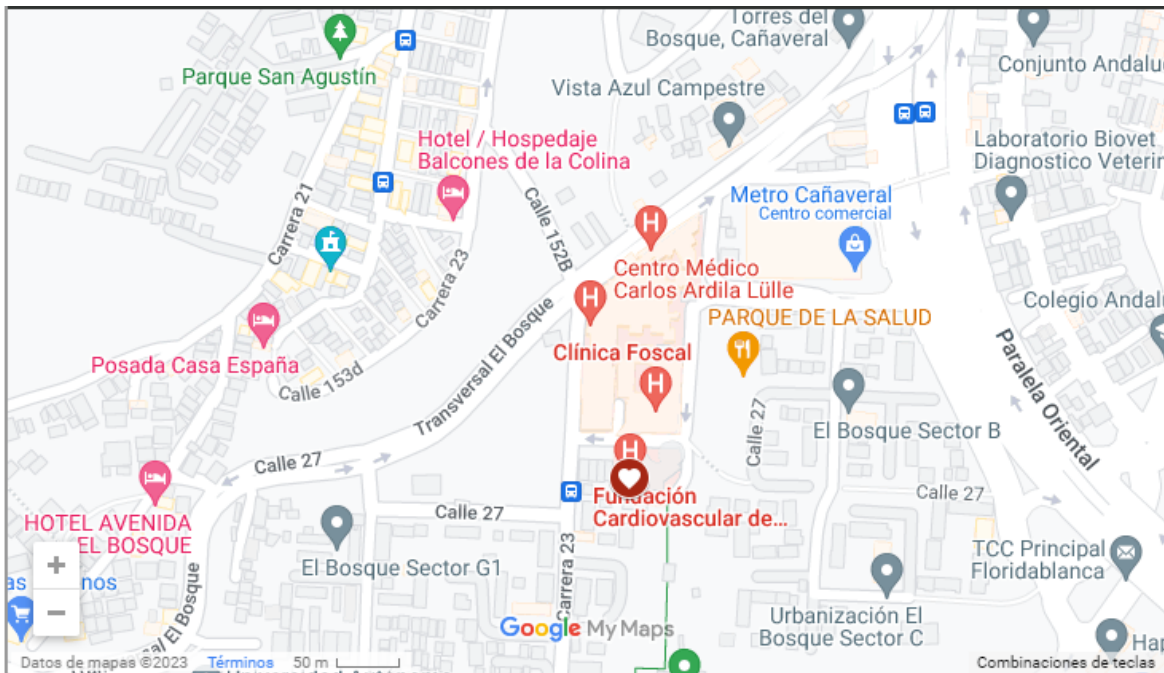 Torres del
Bosque, Cañaveral
Parque San Agustín
Conjunto Andaluc
Vista Azul Campestre
Hotel / Hospedaje
Balcones de la Colina
Laboratorio Biovet
Diagnostico Veterin
Carrera 21
Calle 152B
Metro Cañaveral
Centro comercial
Carrera 23
H
Centro Médico
Carlos Ardila Lülle
H
Colegio Andalu
PARQUE DE LA SALUD
Transversal El Bosque
Posada Casa España
Clínica Foscal
Calle 153d
H
Paralela Oriental
Calle 27
El Bosque Sector B
Calle 27
H
Calle 27
Fundación
Cardiovascular de...
Calle 27
HOTEL AVENIDA
EL BOSQUE
El Bosque Sector G1
TCC Principal
Floridablanca
Carrera 23
Urbanización El
Bosque Sector C
Google My Maps
El Bosque
Datos de mapas ©2023
Términos
50 m
Combinaciones de teclas